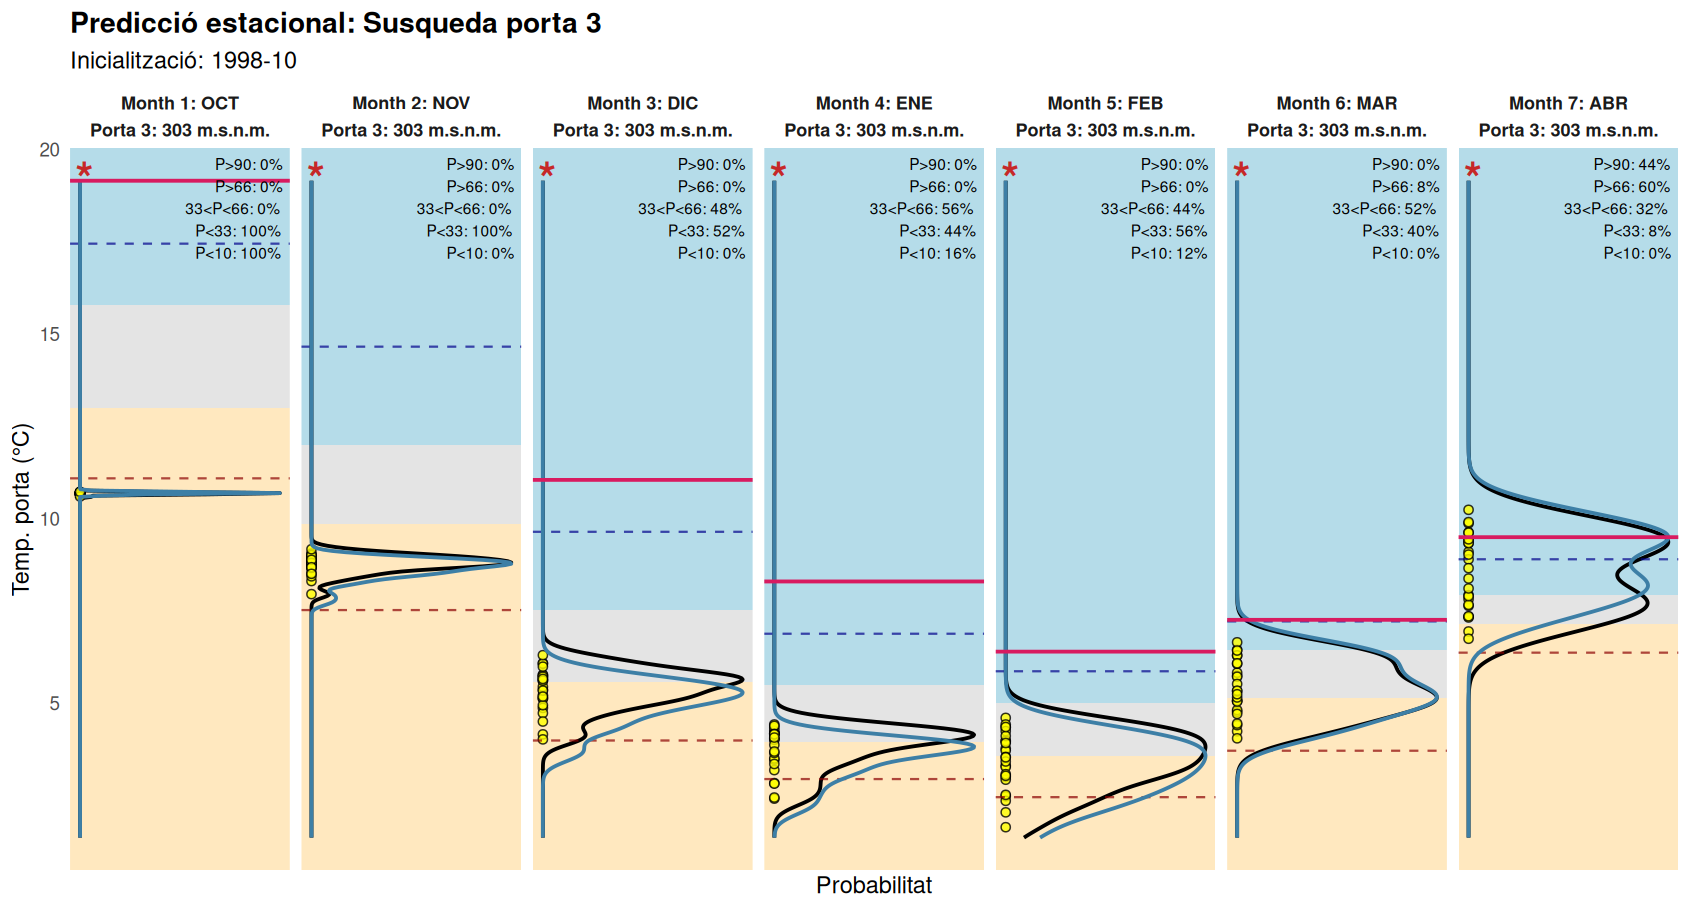 Predicció estacional: Susqueda porta 3
Inicialització: 1998-10
Month 1: OCT
Porta 3: 303 m.s.n.m.
Month 2: NOV
Porta 3: 303 m.s.n.m.
Month 3: DIC
Porta 3: 303 m.s.n.m.
Month 4: ENE
Porta 3: 303 m.s.n.m.
Month 5: FEB
Porta 3: 303 m.s.n.m.
Month 6: MAR
Porta 3: 303 m.s.n.m.
Month 7: ABR
Porta 3: 303 m.s.n.m.
Temp. porta (°C)
20
15
10
5
*
P>90: 0%
P>66: 0%
33<P<66: 0%
P<33: 100%
P<10: 100%
*
P>90: 0%
P>66: 0%
33<P<66: 0%
P<33: 100%
P<10: 0%
*
P>90: 0%
P>66: 0%
33<P<66: 48%
P<33: 52%
P<10: 0%
*
P>90: 0%
P>66: 0%
33<P<66: 56%
P<33: 44%
P<10: 16%
*
P>90: 0%
P>66: 0%
33<P<66: 44%
P<33: 56%
P<10: 12%
*
P>90: 0%
P>66: 8%
33<P<66: 52%
P<33: 40%
P<10: 0%
*
P>90: 44%
P>66: 60%
33<P<66: 32%
P<33: 8%
P<10: 0%
Probabilitat